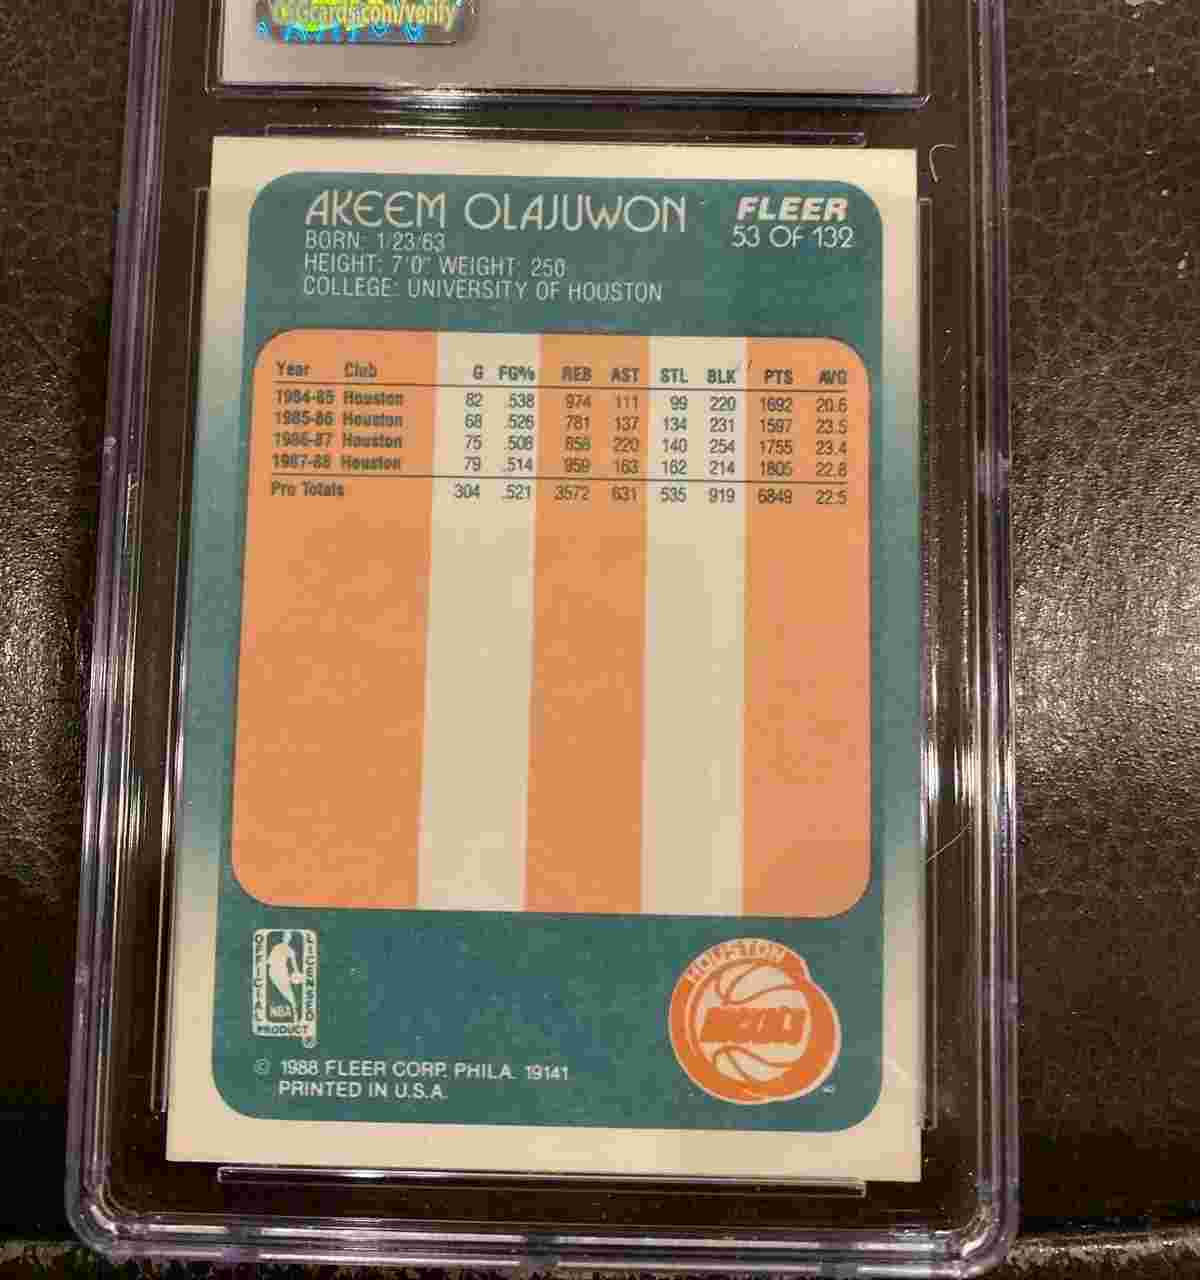 CGCcards.com/verify
AKEEM OLAJUWON
FLEER
53 OF 132
BORN: 1/23/63
HEIGHT: 7'0" WEIGHT: 250
COLLEGE: UNIVERSITY OF HOUSTON
Year Club G FG% REB AST STL BLK PTS AVG
1984-85 Houston 82 .538 974 111 99 220 1692 20.6
1985-86 Houston 68 .526 781 137 134 231 1597 23.5
1986-87 Houston 75 .508 858 220 140 254 1755 23.4
1987-88 Houston 79 .514 959 163 162 214 1805 22.8
Pro Totals 304 .521 3572 631 535 919 6849 22.5
OFFICIAL
LICENSED
NBA
PRODUCT
®
HOUSTON
ROCKETS
© 1988 FLEER CORP. PHILA. 19141
PRINTED IN U.S.A.